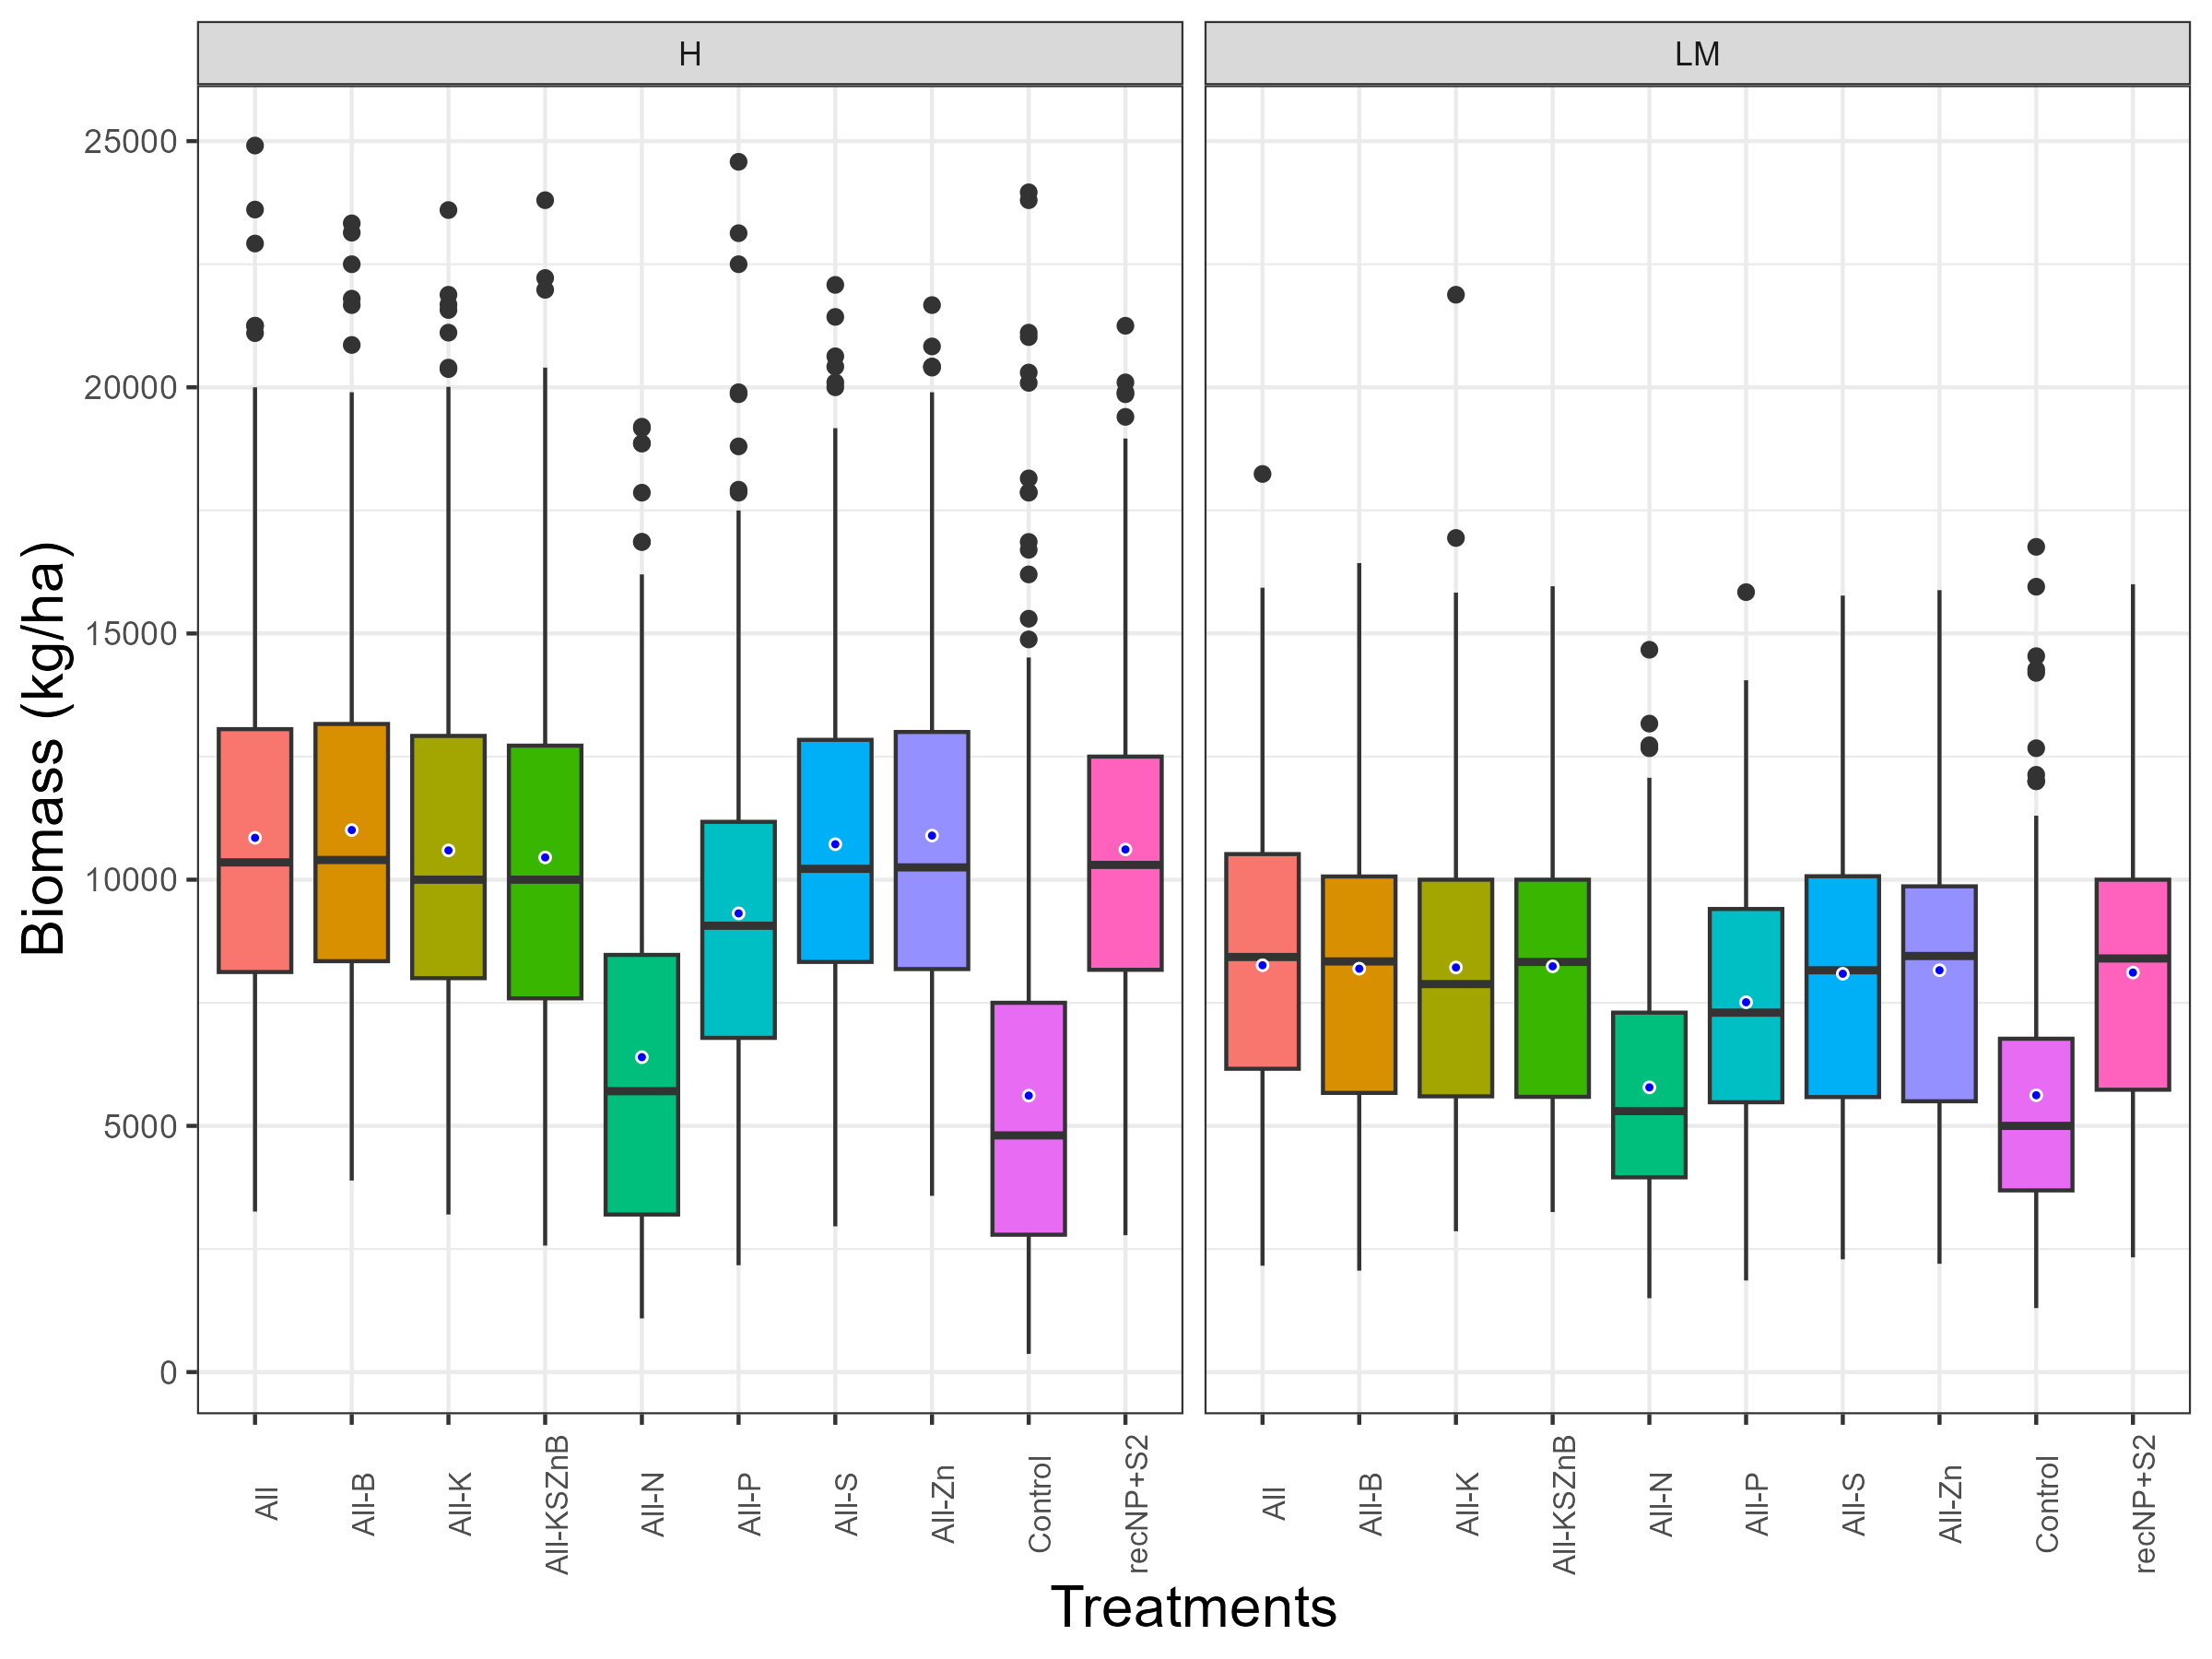 H
LM
Biomass (kg/ha)
25000
20000
15000
10000
5000
0
All
All-B
All-K
All-KSZnB
All-N
All-P
All-S
All-Zn
Control
recNP+S2
All
All-B
All-K
All-KSZnB
All-N
All-P
All-S
All-Zn
Control
recNP+S2
Treatments